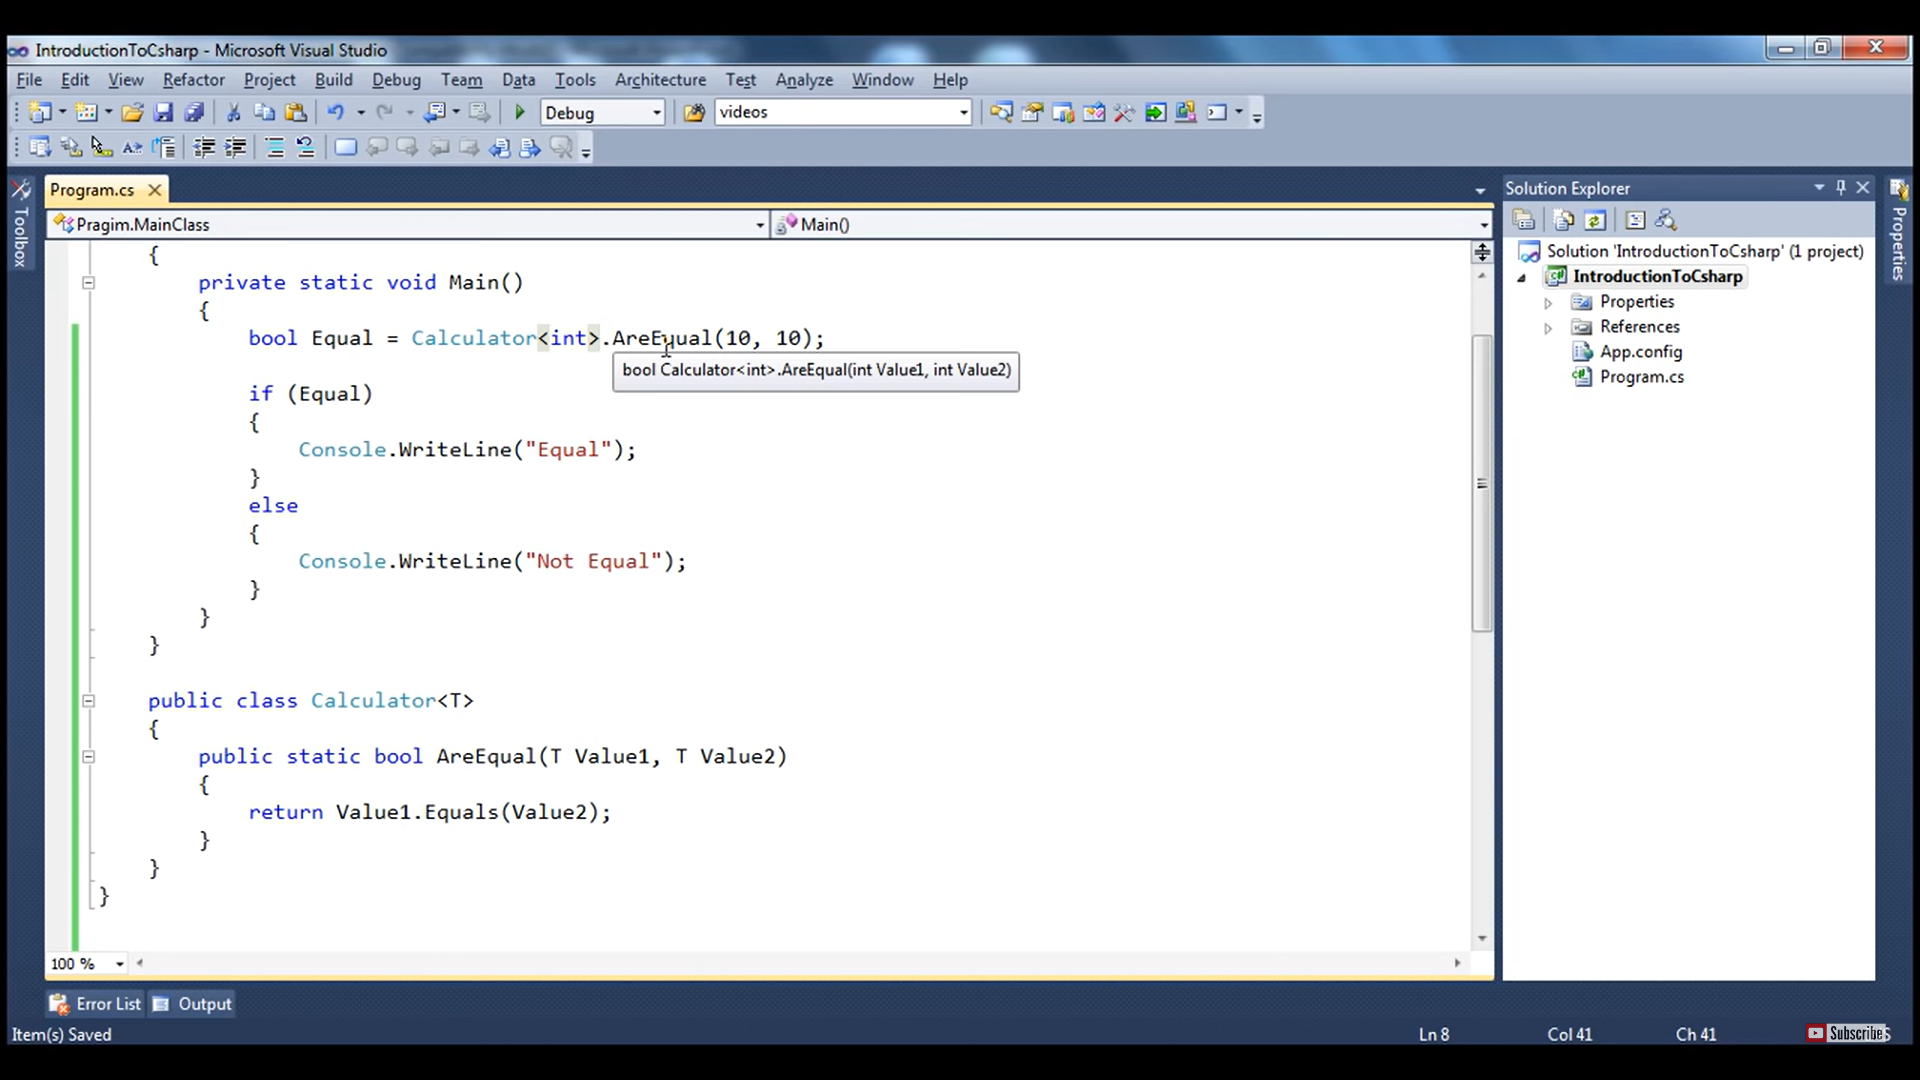 IntroductionToCsharp - Microsoft Visual Studio
File Edit View Refactor Project Build Debug Team Data Tools Architecture Test Analyze Window Help
Debug videos
Toolbox
Program.cs
Pragim.MainClass Main()
{
private static void Main()
{
bool Equal = Calculator<int>.AreEqual(10, 10);
bool Calculator<int>.AreEqual(int Value1, int Value2)
if (Equal)
{
Console.WriteLine("Equal");
}
else
{
Console.WriteLine("Not Equal");
}
}
}
public class Calculator<T>
{
public static bool AreEqual(T Value1, T Value2)
{
return Value1.Equals(Value2);
}
}
}
100 %
Solution Explorer
Solution 'IntroductionToCsharp' (1 project)
IntroductionToCsharp
Properties
References
App.config
Program.cs
Properties
Error List Output
Item(s) Saved Ln 8 Col 41 Ch 41
Subscribe